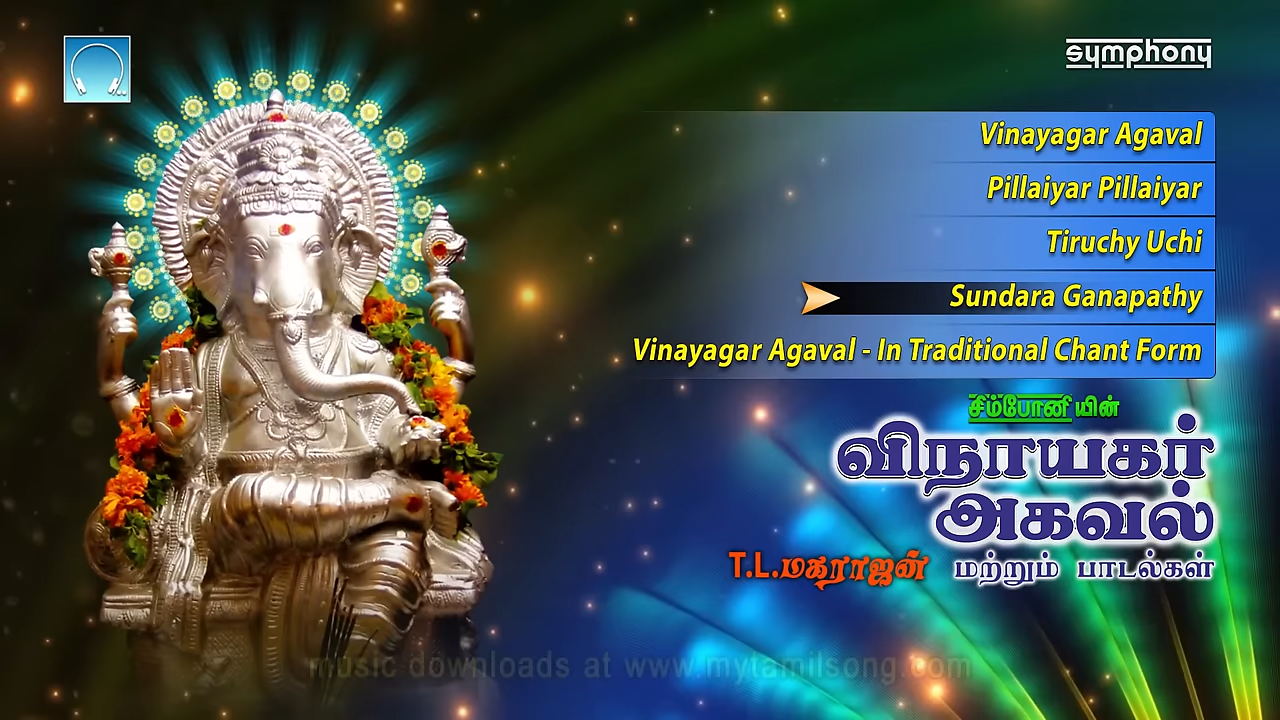 symphony
Vinayagar Agaval
Pillaiyar Pillaiyar
Tiruchy Uchi
Sundara Ganapathy
Vinayagar Agaval - In Traditional Chant Form
சிம்போனியின்
விநாயகர்
அகவல்
T.L.மகராஜன் மற்றும் பாடல்கள்
music downloads at www.mytamilsong.com